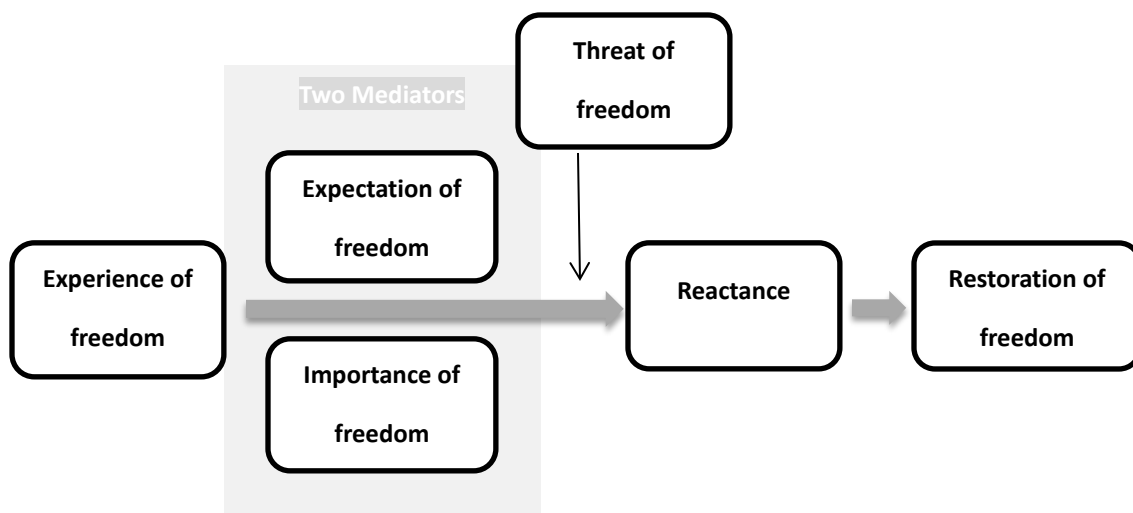 Threat of
freedom
Two Mediators
Expectation of
freedom
Experience of
freedom
Importance of
freedom
Reactance
Restoration of
freedom